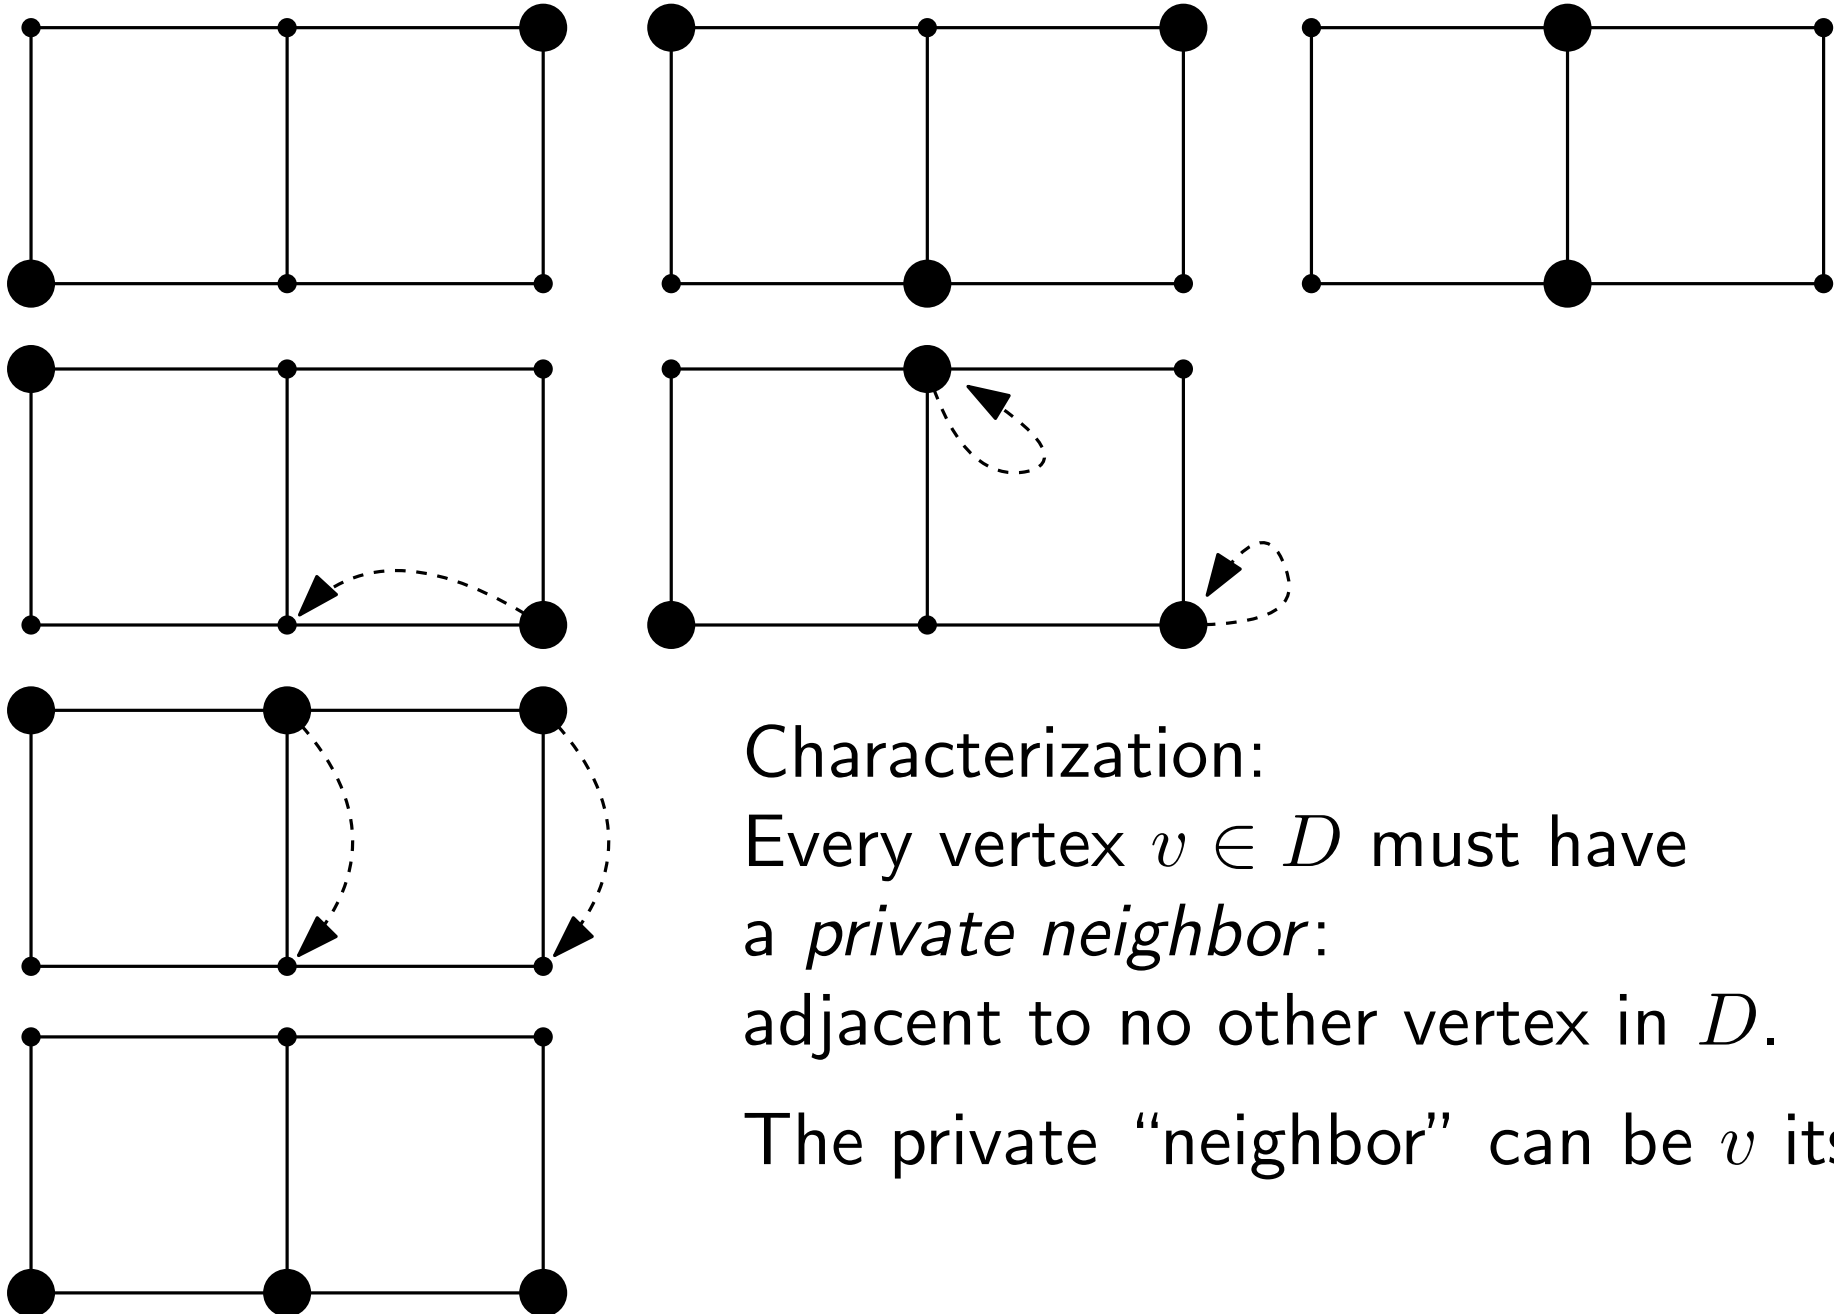 Characterization:
Every vertex v ∈ D must have
a private neighbor:
adjacent to no other vertex in D.
The private “neighbor” can be v